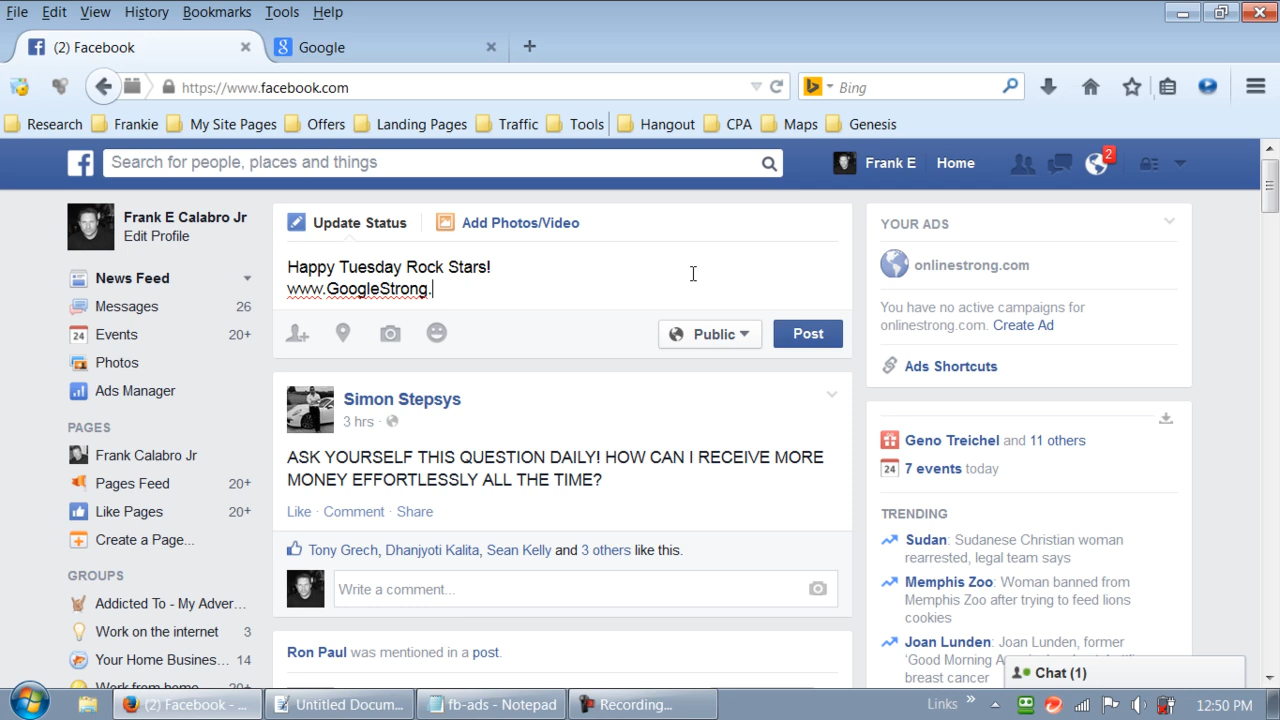 File Edit View History Bookmarks Tools Help
(2) Facebook
Google
https://www.facebook.com
Bing
Research Frankie My Site Pages Offers Landing Pages Traffic Tools Hangout CPA Maps Genesis
Search for people, places and things
Frank E Home 2
Frank E Calabro Jr
Edit Profile
News Feed
Messages 26
24 Events 20+
Photos
Ads Manager
PAGES
Frank Calabro Jr
Pages Feed 20+
Like Pages 20+
Create a Page...
GROUPS
Addicted To - My Adver...
Work on the internet 3
Your Home Business... 14
Work from home 20+
Update Status Add Photos/Video
Happy Tuesday Rock Stars!
www.GoogleStrong.
Public Post
Simon Stepsys
3 hrs ·
ASK YOURSELF THIS QUESTION DAILY! HOW CAN I RECEIVE MORE
MONEY EFFORTLESSLY ALL THE TIME?
Like · Comment · Share
Tony Grech, Dhanjyoti Kalita, Sean Kelly and 3 others like this.
Write a comment...
Ron Paul was mentioned in a post.
YOUR ADS
onlinestrong.com
You have no active campaigns for
onlinestrong.com. Create Ad
Ads Shortcuts
Geno Treichel and 11 others
24 7 events today
TRENDING
Sudan: Sudanese Christian woman
rearrested, legal team says
Memphis Zoo: Woman banned from
Memphis Zoo after trying to feed lions
cookies
Joan Lunden: Joan Lunden, former
breast cancer
Chat (1)
(2) Facebook - ... Untitled Docum... fb-ads - Notepad Recording... Links » 12:50 PM